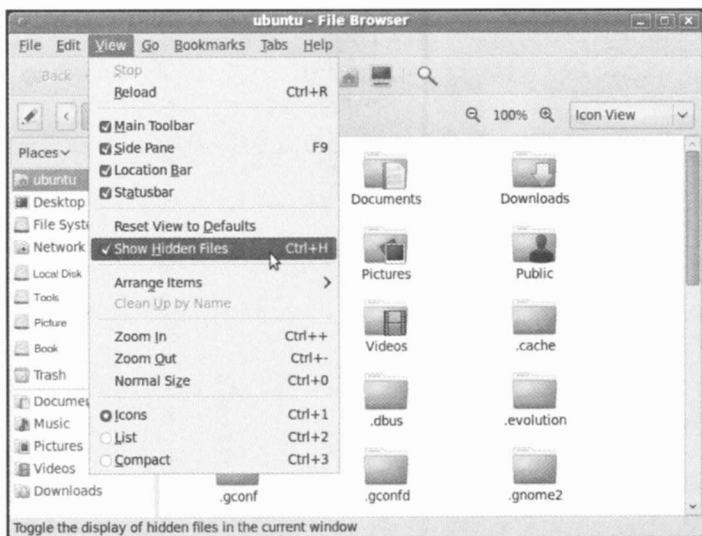 ubuntu - File Browser
File Edit View Go Bookmarks Tabs Help
Back
Stop
Reload Ctrl+R
Main Toolbar
Side Pane F9
Location Bar
Statusbar
Reset View to Defaults
Show Hidden Files Ctrl+H
Arrange Items
Clean Up by Name
Zoom In Ctrl++
Zoom Out Ctrl+-
Normal Size Ctrl+0
Icons Ctrl+1
List Ctrl+2
Compact Ctrl+3
100% Icon View
Places
ubuntu
Desktop
File Syste
Network
Local Disk
Tools
Picture
Book
Trash
Docume
Music
Pictures
Videos
Downloads
Documents Downloads
Pictures Public
Videos .cache
.dbus .evolution
.gconf .gconfd .gnome2
Toggle the display of hidden files in the current window